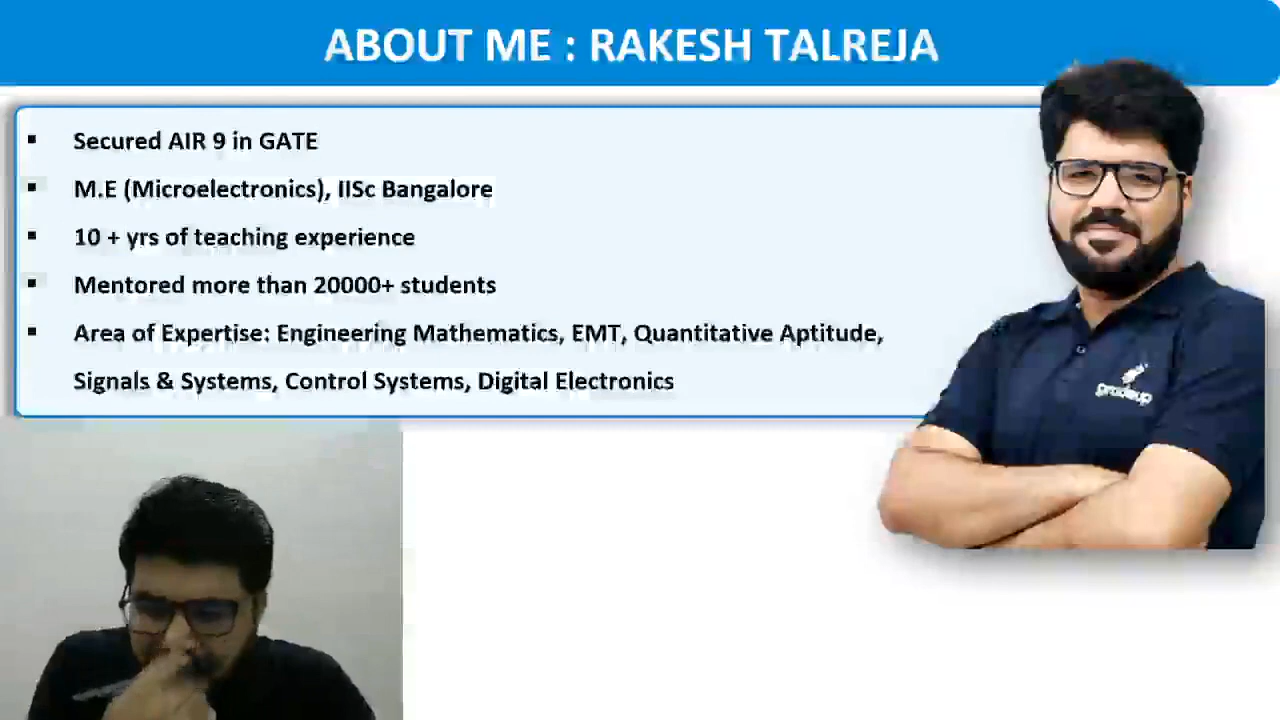 ABOUT ME : RAKESH TALREJA
▪ Secured AIR 9 in GATE
▪ M.E (Microelectronics), IISc Bangalore
▪ 10 + yrs of teaching experience
▪ Mentored more than 20000+ students
▪ Area of Expertise: Engineering Mathematics, EMT, Quantitative Aptitude,
Signals & Systems, Control Systems, Digital Electronics
gradeup